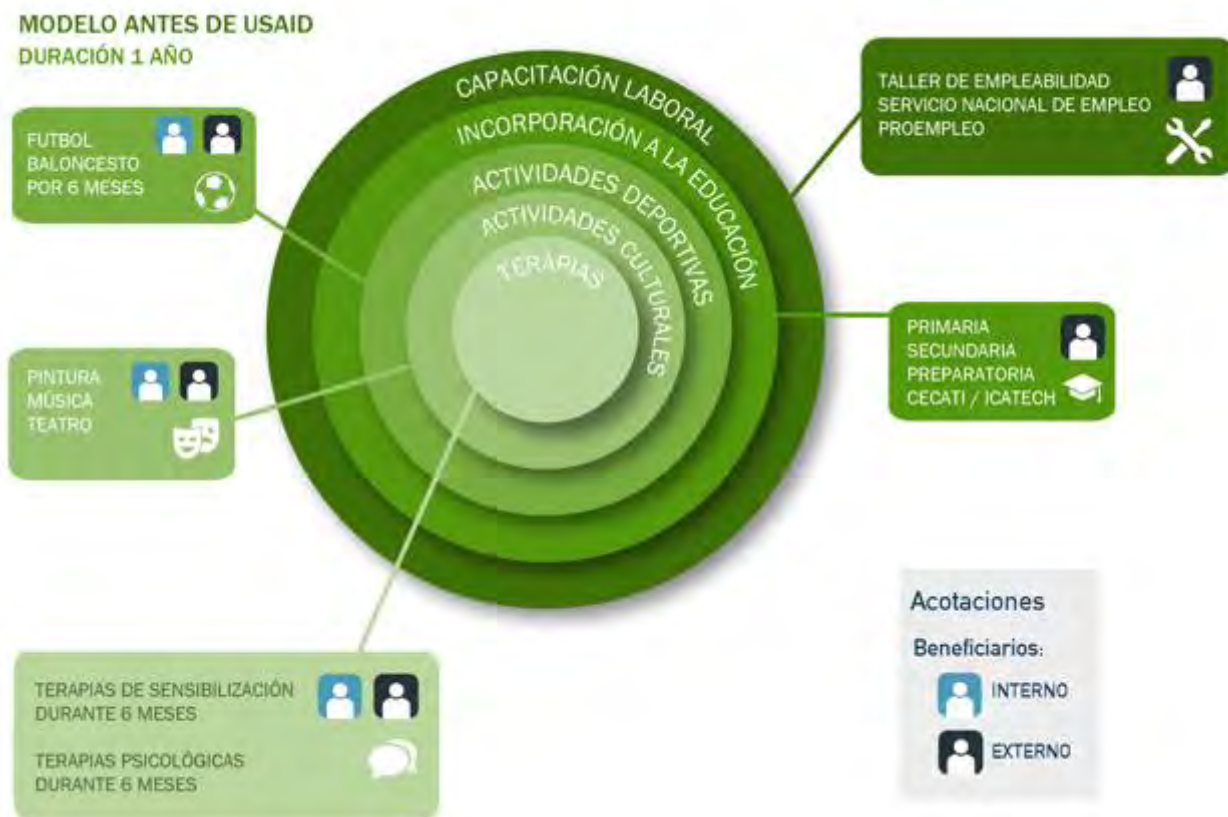 MODELO ANTES DE USAID
DURACIÓN 1 AÑO
FUTBOL
BALONCESTO
POR 6 MESES
PINTURA
MÚSICA
TEATRO
TERAPIAS DE SENSIBILIZACIÓN
DURANTE 6 MESES
TERAPIAS PSICOLÓGICAS
DURANTE 6 MESES
CAPACITACIÓN LABORAL
INCORPORACIÓN A LA EDUCACIÓN
ACTIVIDADES DEPORTIVAS
ACTIVIDADES CULTURALES
TERAPIAS
TALLER DE EMPLEABILIDAD
SERVICIO NACIONAL DE EMPLEO
PROEMPLEO
PRIMARIA
SECUNDARIA
PREPARATORIA
CECATI / ICATECH
Acotaciones
Beneficiarios:
INTERNO
EXTERNO